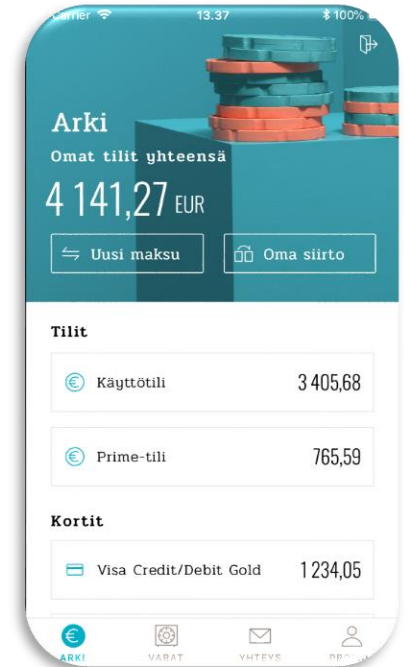 Carrier 13.37 100%
Arki
Omat tilit yhteensä
4 141,27 EUR
Uusi maksu Oma siirto
Tilit
Käyttötili 3 405,68
Prime-tili 765,59
Kortit
Visa Credit/Debit Gold 1 234,05
ARKI VARAT YHTEYS